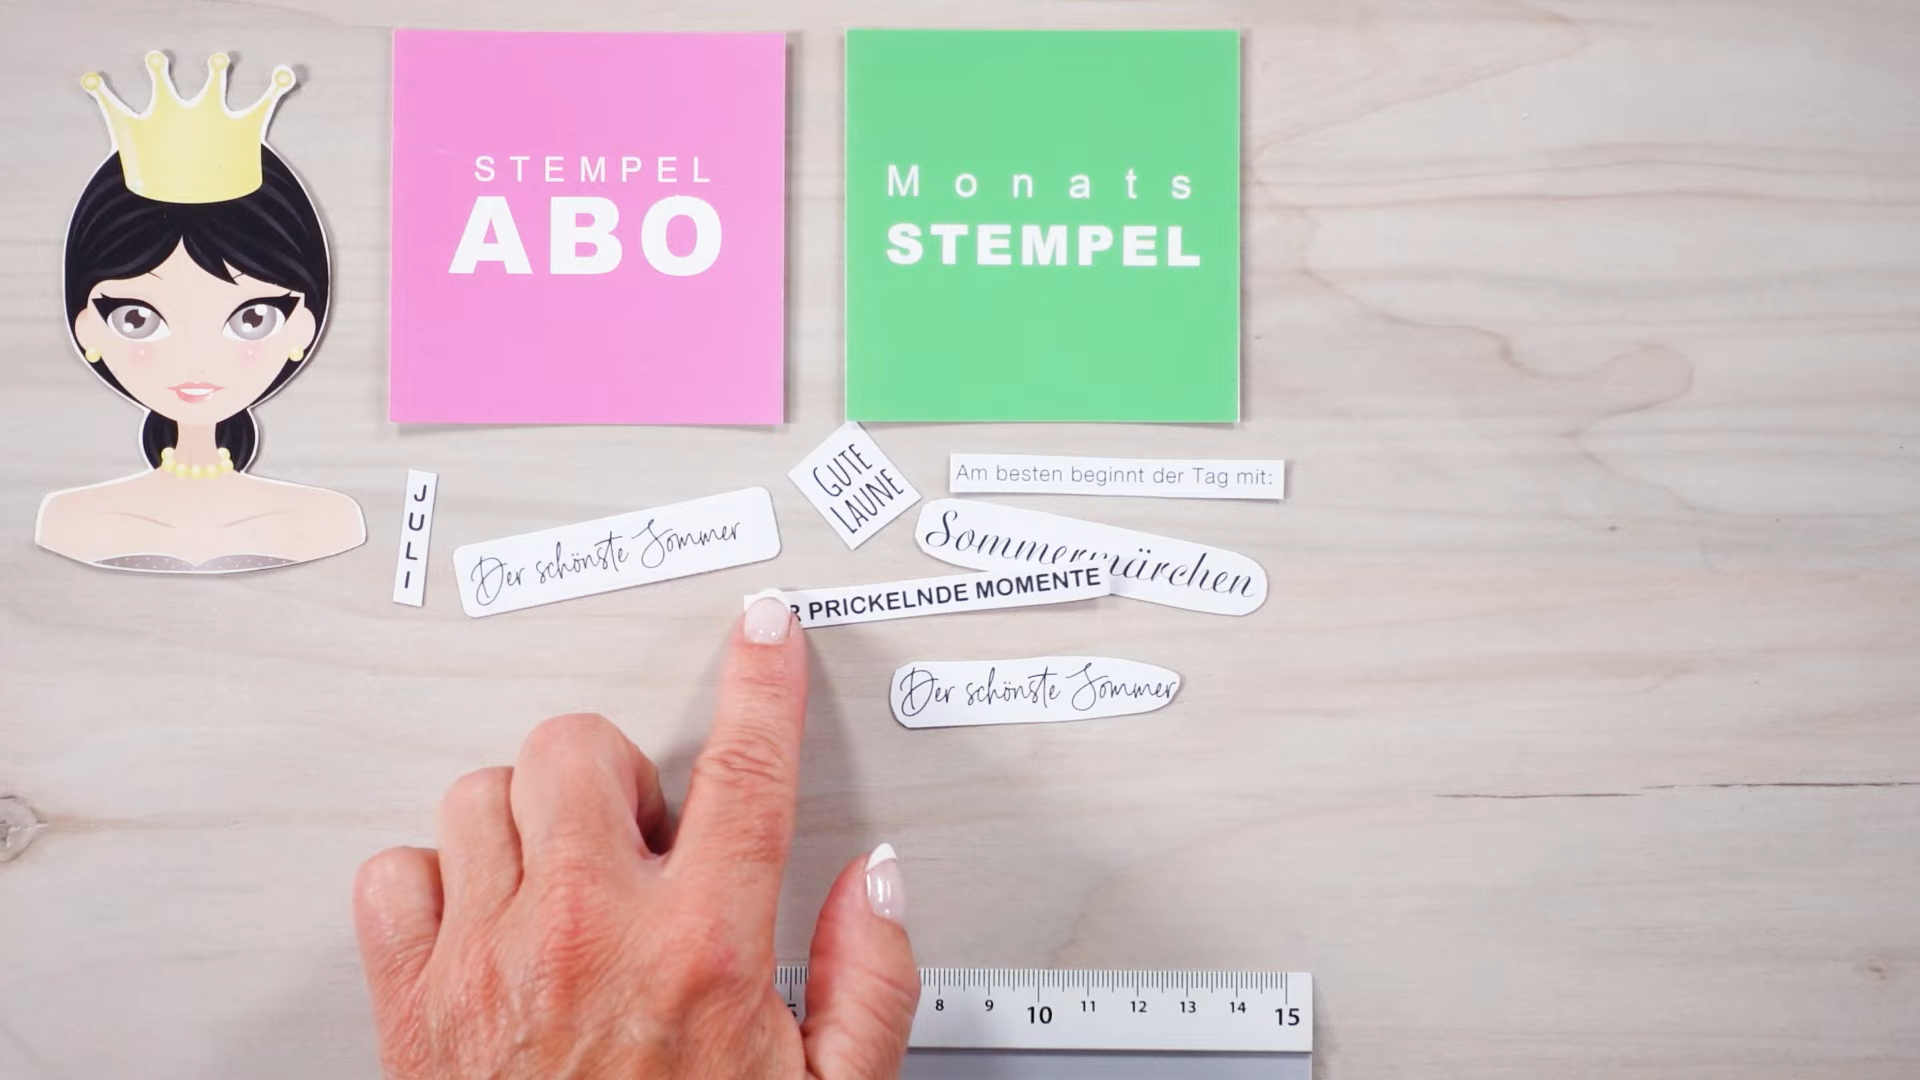 STEMPEL
ABO
Monats
STEMPEL
JULI
Der schönste Sommer
GUTE
LAUNE
Am besten beginnt der Tag mit:
Sommermärchen
PRICKELNDE MOMENTE
Der schönste Sommer
8 9 10 11 12 13 14 15